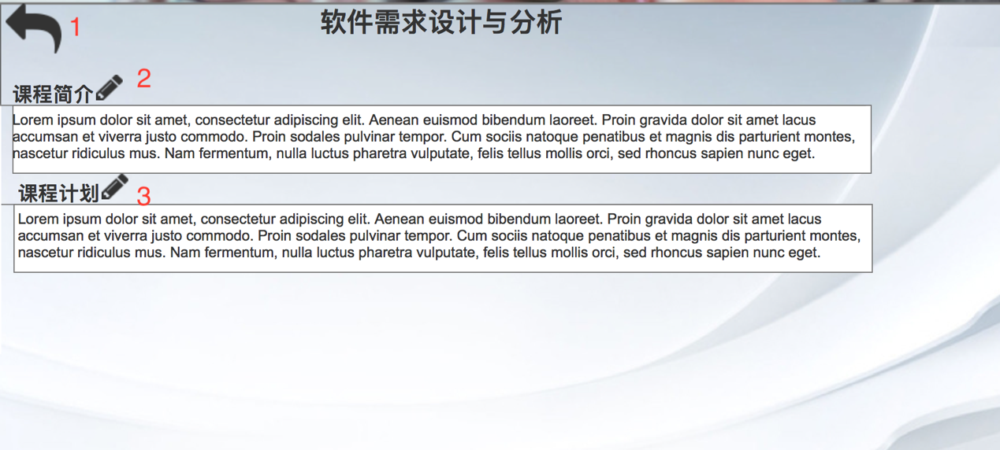 软件需求设计与分析
1
课程简介
2
Lorem ipsum dolor sit amet, consectetur adipiscing elit. Aenean euismod bibendum laoreet. Proin gravida dolor sit amet lacus
accumsan et viverra justo commodo. Proin sodales pulvinar tempor. Cum sociis natoque penatibus et magnis dis parturient montes,
nascetur ridiculus mus. Nam fermentum, nulla luctus pharetra vulputate, felis tellus mollis orci, sed rhoncus sapien nunc eget.
课程计划
3
Lorem ipsum dolor sit amet, consectetur adipiscing elit. Aenean euismod bibendum laoreet. Proin gravida dolor sit amet lacus
accumsan et viverra justo commodo. Proin sodales pulvinar tempor. Cum sociis natoque penatibus et magnis dis parturient montes,
nascetur ridiculus mus. Nam fermentum, nulla luctus pharetra vulputate, felis tellus mollis orci, sed rhoncus sapien nunc eget.